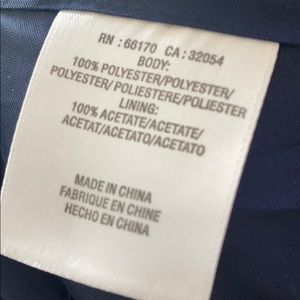 RN : 66170 CA : 32054
BODY:
100% POLYESTER/POLYESTER/
POLYESTER/ POLIESTERE/POLIESTER
LINING:
100% ACETATE/ACETATE/
ACETAT/ACETATO/ACETATO
MADE IN CHINA
FABRIQUE EN CHINE
HECHO EN CHINA